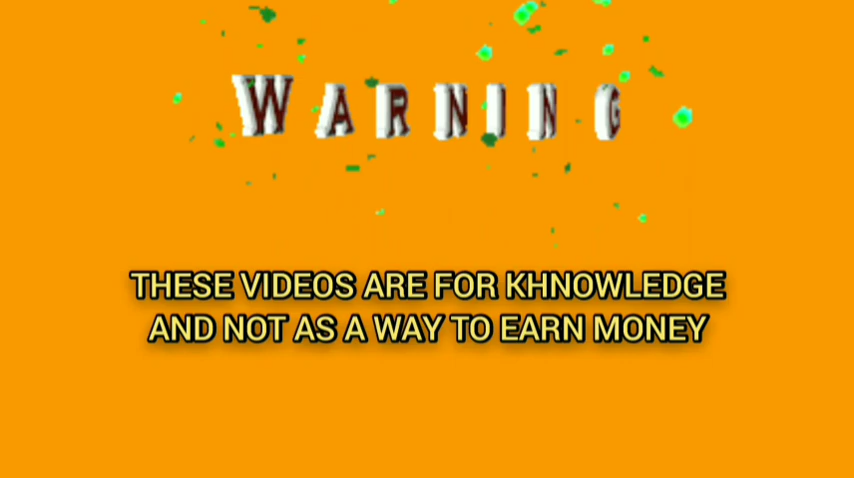 WARNING
THESE VIDEOS ARE FOR KHNOWLEDGE
AND NOT AS A WAY TO EARN MONEY